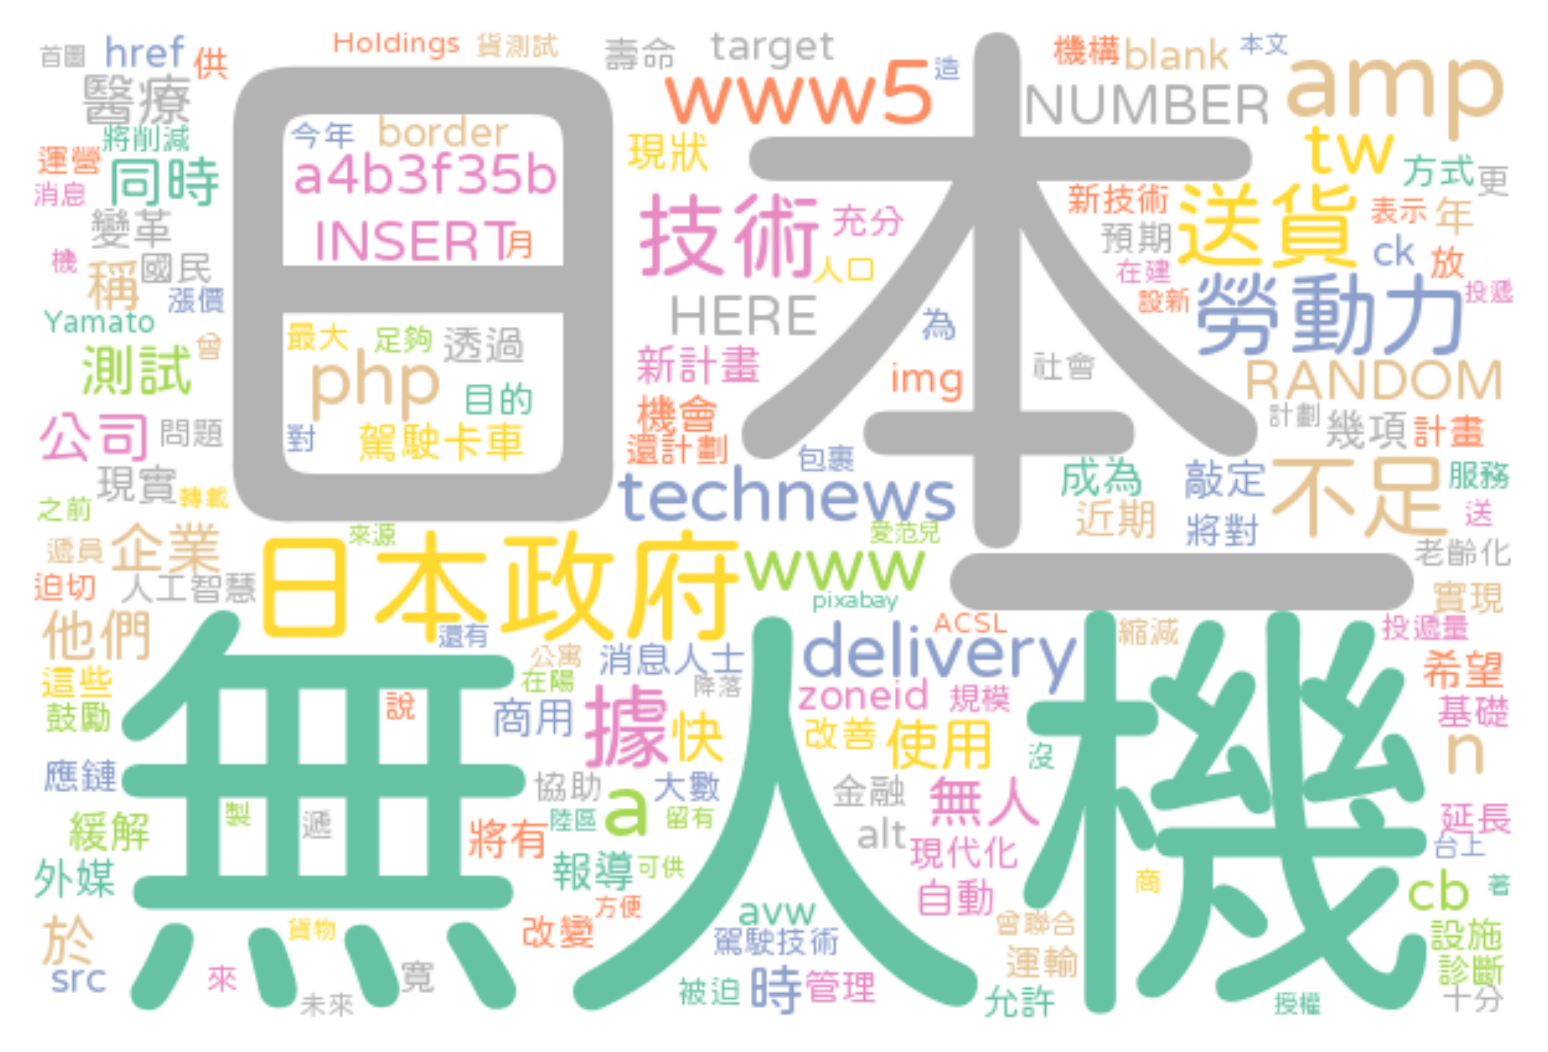 首圖 href 供 Holdings 貨測試 壽命 target 機構 blank 本文
醫療 www5 造 NUMBER amp
將削減 今年 border 現狀 tw
運營 同時 a4b3f35b 新技術 送貨 方式 更
消息 技術 充分 表示 年
變革 INSERT 月 預期 ck
機 稱 國民 人口 在建 放
漲價 HERE 為 設新 勞動力 投遞
Yamato 曾 最大 足夠 透過
測試 php 目的 新計畫 img 社會 RANDOM
公司 問題 對 駕駛卡車 機會 計劃 幾項 計畫
還計劃 包裹
日 本
現實 轉載 technews 成為 敲定 不足 服務
之前 近期 將對 送
遞員 企業 來源 愛范兒 老齡化
迫切 人工智慧 日本政府 www pixabay 一 實現
他們 還有 公寓 消息人士 delivery ACSL 縮減 投遞量
這些 在陽 降落 zoneid 規模 希望
鼓勵 說 商用 據 快 改善 使用 沒 基礎 n
無人機
應鏈 協助 大數 金融 無人 延長
緩解 製 遞 將有 陸區 a 留有 alt 現代化 台上
外媒 報導 可供 自動 商 cb 著
於 貨物 改變 方便 avw 曾聯合 設施
src 來 寬 駕駛技術 運輸 診斷
未來 被迫 時 管理 允許 授權 十分